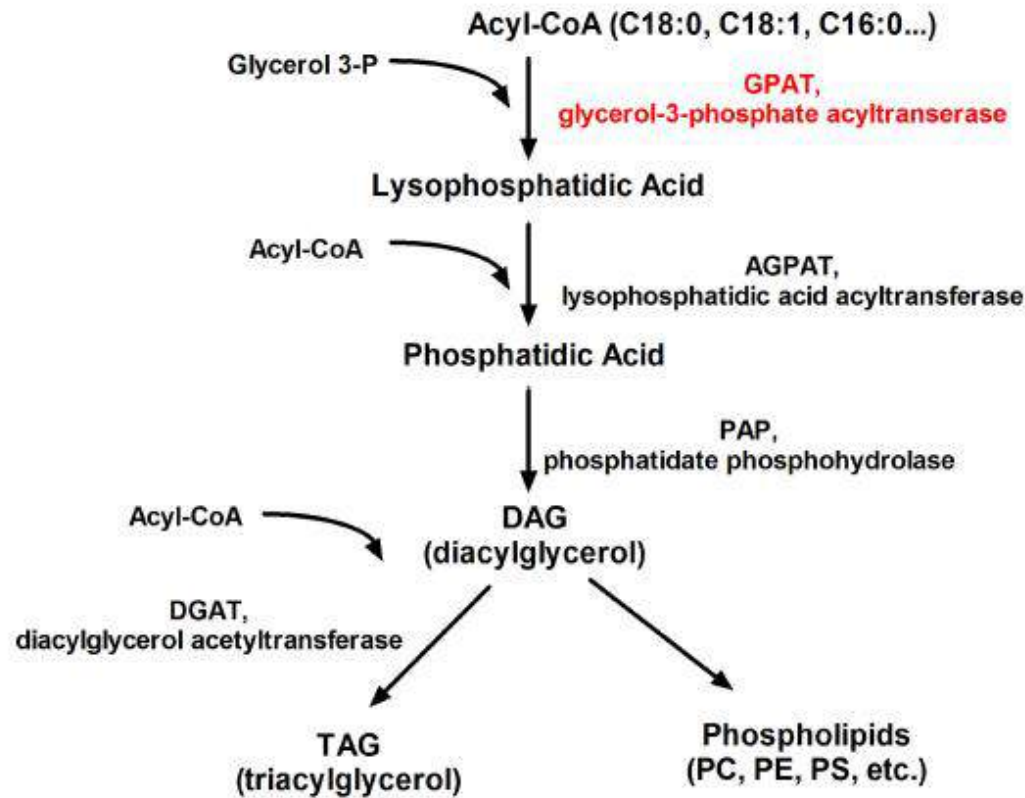 Acyl-CoA (C18:0, C18:1, C16:0...)
Glycerol 3-P
GPAT,
glycerol-3-phosphate acyltranserase
Lysophosphatidic Acid
Acyl-CoA
AGPAT,
lysophosphatidic acid acyltransferase
Phosphatidic Acid
PAP,
phosphatidate phosphohydrolase
Acyl-CoA
DAG
(diacylglycerol)
DGAT,
diacylglycerol acetyltransferase
TAG
(triacylglycerol)
Phospholipids
(PC, PE, PS, etc.)